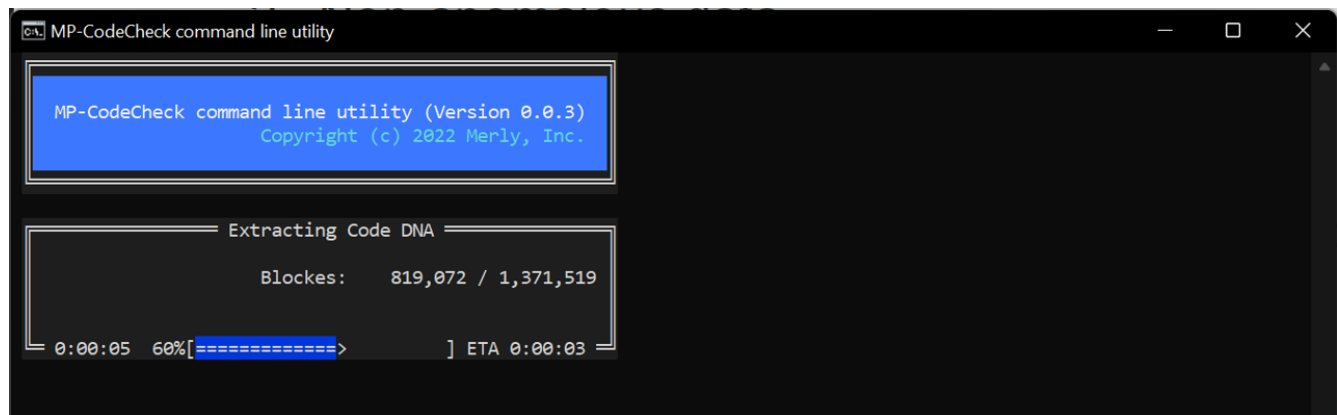 MP-CodeCheck command line utility
MP-CodeCheck command line utility (Version 0.0.3)
Copyright (c) 2022 Merly, Inc.
Extracting Code DNA
Blockes: 819,072 / 1,371,519
0:00:05 60%[=============> ] ETA 0:00:03